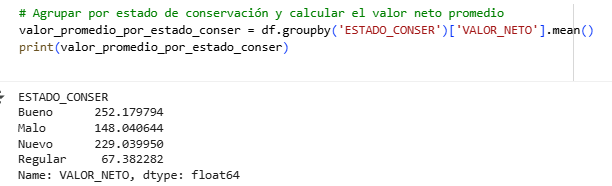 # Agrupar por estado de conservación y calcular el valor neto promedio
valor_promedio_por_estado_conser = df.groupby('ESTADO_CONSER')['VALOR_NETO'].mean()
print(valor_promedio_por_estado_conser)
ESTADO_CONSER
Bueno      252.179794
Malo       148.040644
Nuevo      229.039950
Regular     67.382282
Name: VALOR_NETO, dtype: float64